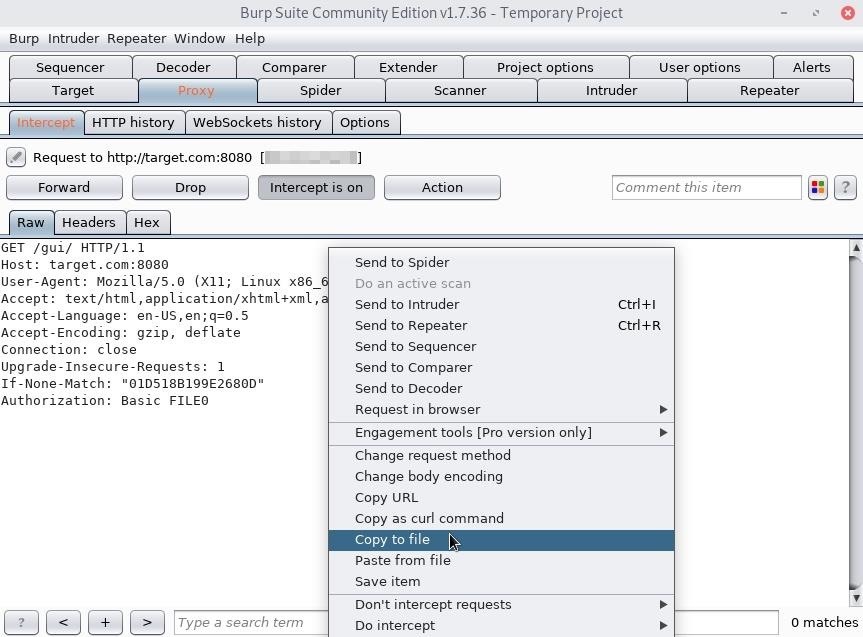 Burp Suite Community Edition v1.7.36 - Temporary Project
Burp Intruder Repeater Window Help
Sequencer Decoder Comparer Extender Project options User options Alerts
Target Proxy Spider Scanner Intruder Repeater
Intercept HTTP history WebSockets history Options
Request to http://target.com:8080 [ ]
Forward Drop Intercept is on Action Comment this item ?
Raw Headers Hex
GET /gui/ HTTP/1.1
Host: target.com:8080
User-Agent: Mozilla/5.0 (X11; Linux x86_6
Accept: text/html,application/xhtml+xml,a
Accept-Language: en-US,en;q=0.5
Accept-Encoding: gzip, deflate
Connection: close
Upgrade-Insecure-Requests: 1
If-None-Match: "01D518B199E2680D"
Authorization: Basic FILE0
Send to Spider
Do an active scan
Send to Intruder Ctrl+I
Send to Repeater Ctrl+R
Send to Sequencer
Send to Comparer
Send to Decoder
Request in browser
Engagement tools [Pro version only]
Change request method
Change body encoding
Copy URL
Copy as curl command
Copy to file
Paste from file
Save item
Don't intercept requests
Do intercept
? < + > Type a search term 0 matches